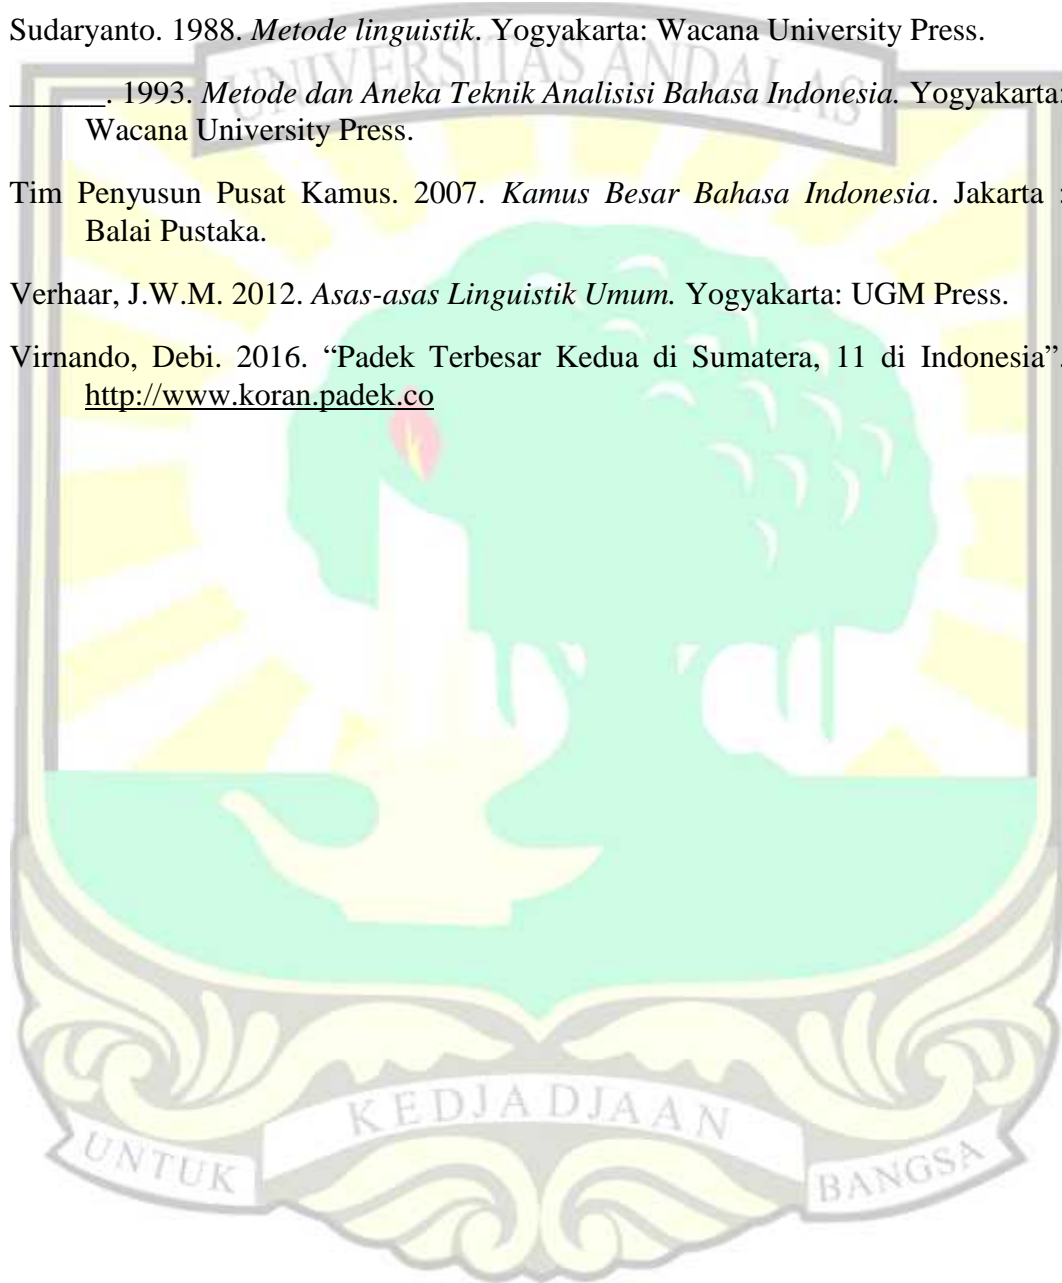 Sudaryanto. 1988. Metode linguistik. Yogyakarta: Wacana University Press.
______. 1993. Metode dan Aneka Teknik Analisisi Bahasa Indonesia. Yogyakarta:
Wacana University Press.
Tim Penyusun Pusat Kamus. 2007. Kamus Besar Bahasa Indonesia. Jakarta :
Balai Pustaka.
Verhaar, J.W.M. 2012. Asas-asas Linguistik Umum. Yogyakarta: UGM Press.
Virnando, Debi. 2016. “Padek Terbesar Kedua di Sumatera, 11 di Indonesia”.
http://www.koran.padek.co
UNIVERSITAS ANDALAS
UNTUK KEDJADJAAN BANGSA